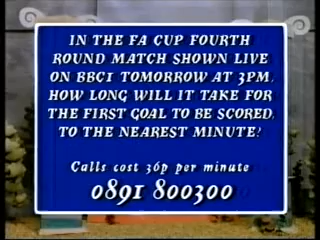 IN THE FA CUP FOURTH
ROUND MATCH SHOWN LIVE
ON BBC1 TOMORROW AT 3PM.
HOW LONG WILL IT TAKE FOR
THE FIRST GOAL TO BE SCORED,
TO THE NEAREST MINUTE?
Calls cost 36p per minute
0891 800300